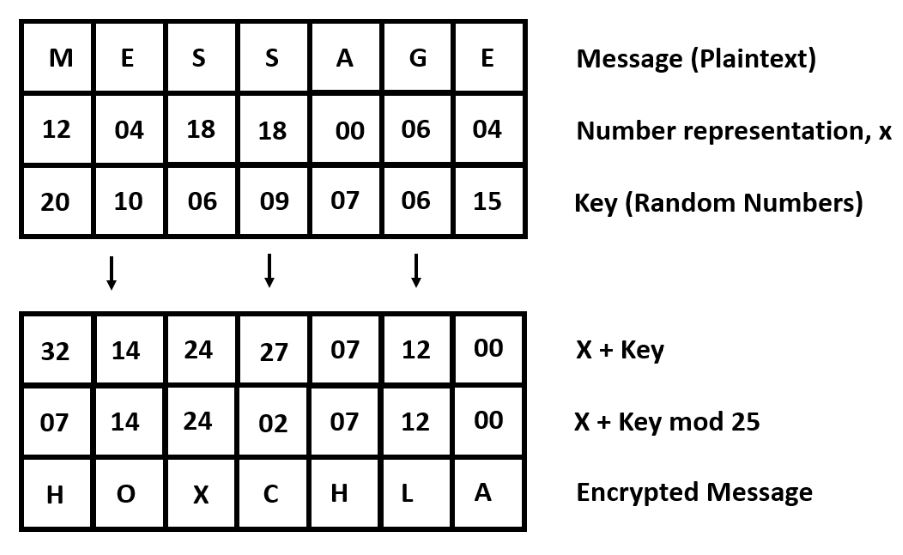 M E S S A G E Message (Plaintext)
12 04 18 18 00 06 04 Number representation, x
20 10 06 09 07 06 15 Key (Random Numbers)
32 14 24 27 07 12 00 X + Key
07 14 24 02 07 12 00 X + Key mod 25
H O X C H L A Encrypted Message